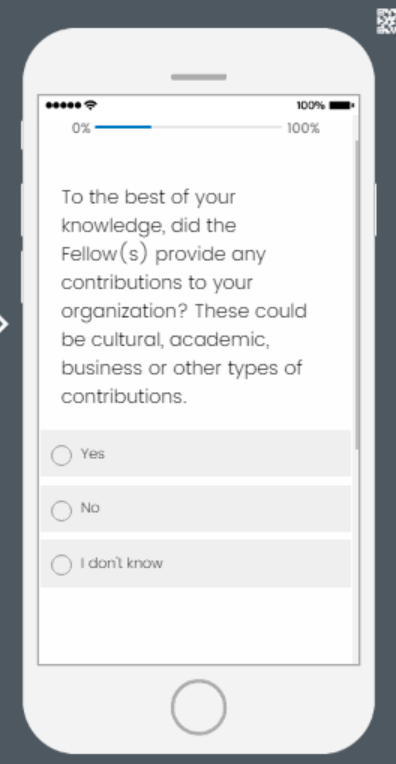 100%
0% 100%
To the best of your
knowledge, did the
Fellow(s) provide any
contributions to your
organization? These could
be cultural, academic,
business or other types of
contributions.
Yes
No
I don't know